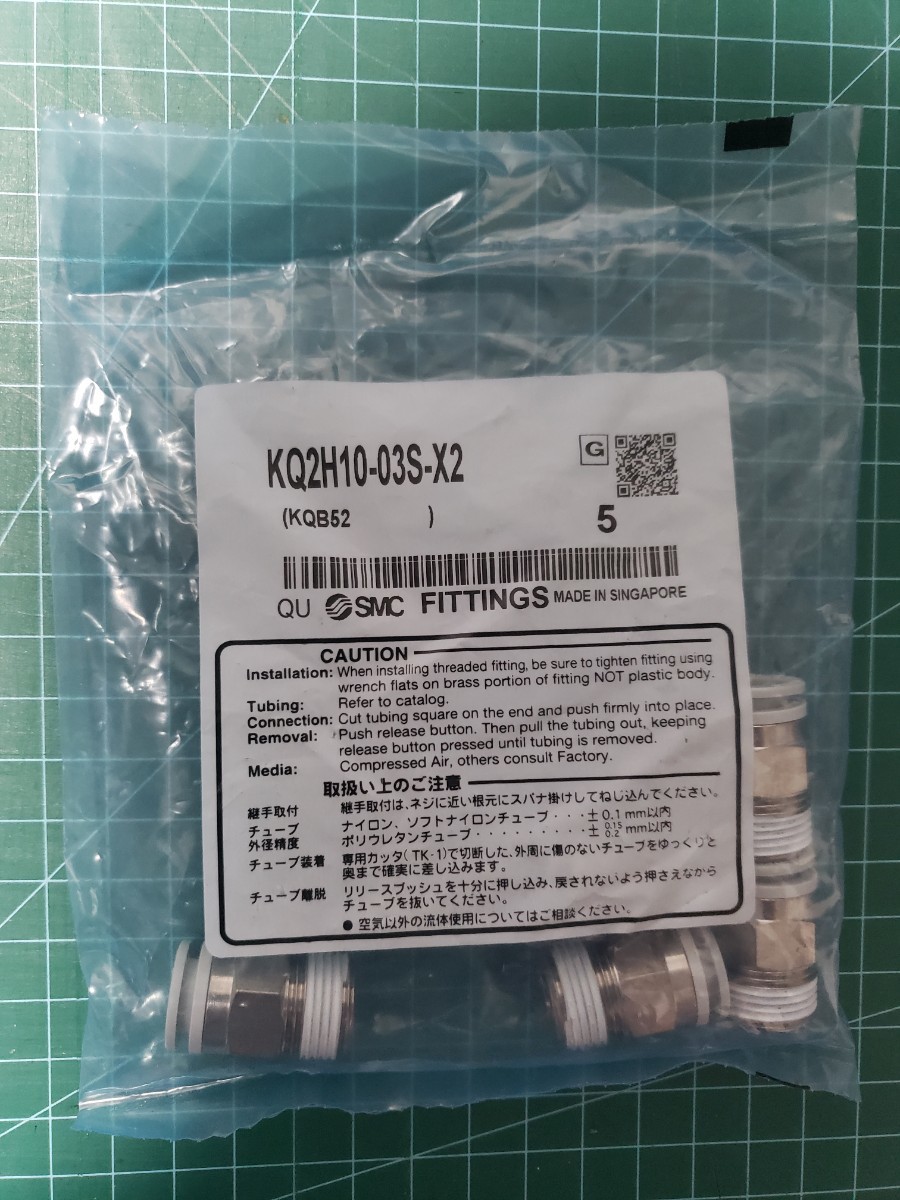 KQ2H10-03S-X2
G
(KQB52 )
5
QU SMC FITTINGS MADE IN SINGAPORE
CAUTION
Installation: When installing threaded fitting, be sure to tighten fitting using
wrench flats on brass portion of fitting NOT plastic body.
Tubing: Refer to catalog.
Connection: Cut tubing square on the end and push firmly into place.
Removal: Push release button. Then pull the tubing out, keeping
release button pressed until tubing is removed.
Media: Compressed Air, others consult Factory.
取扱い上のご注意
継手取付 継手取付は、ネジに近い根元にスパナ掛けしてねじ込んでください。
チューブ ナイロン、ソフトナイロンチューブ・・・± 0.1 mm以内
外径精度 ポリウレタンチューブ・・・・・・・・・± 0.15 0.2 mm以内
チューブ装着 専用カッタ(TK-1)で切断した、外周に傷のないチューブをゆっくりと
奥まで確実に差し込みます。
チューブ離脱 リリースブッシュを十分に押し込み、戻されないよう押さえながら
チューブを抜いてください。
● 空気以外の流体使用についてはご相談ください。